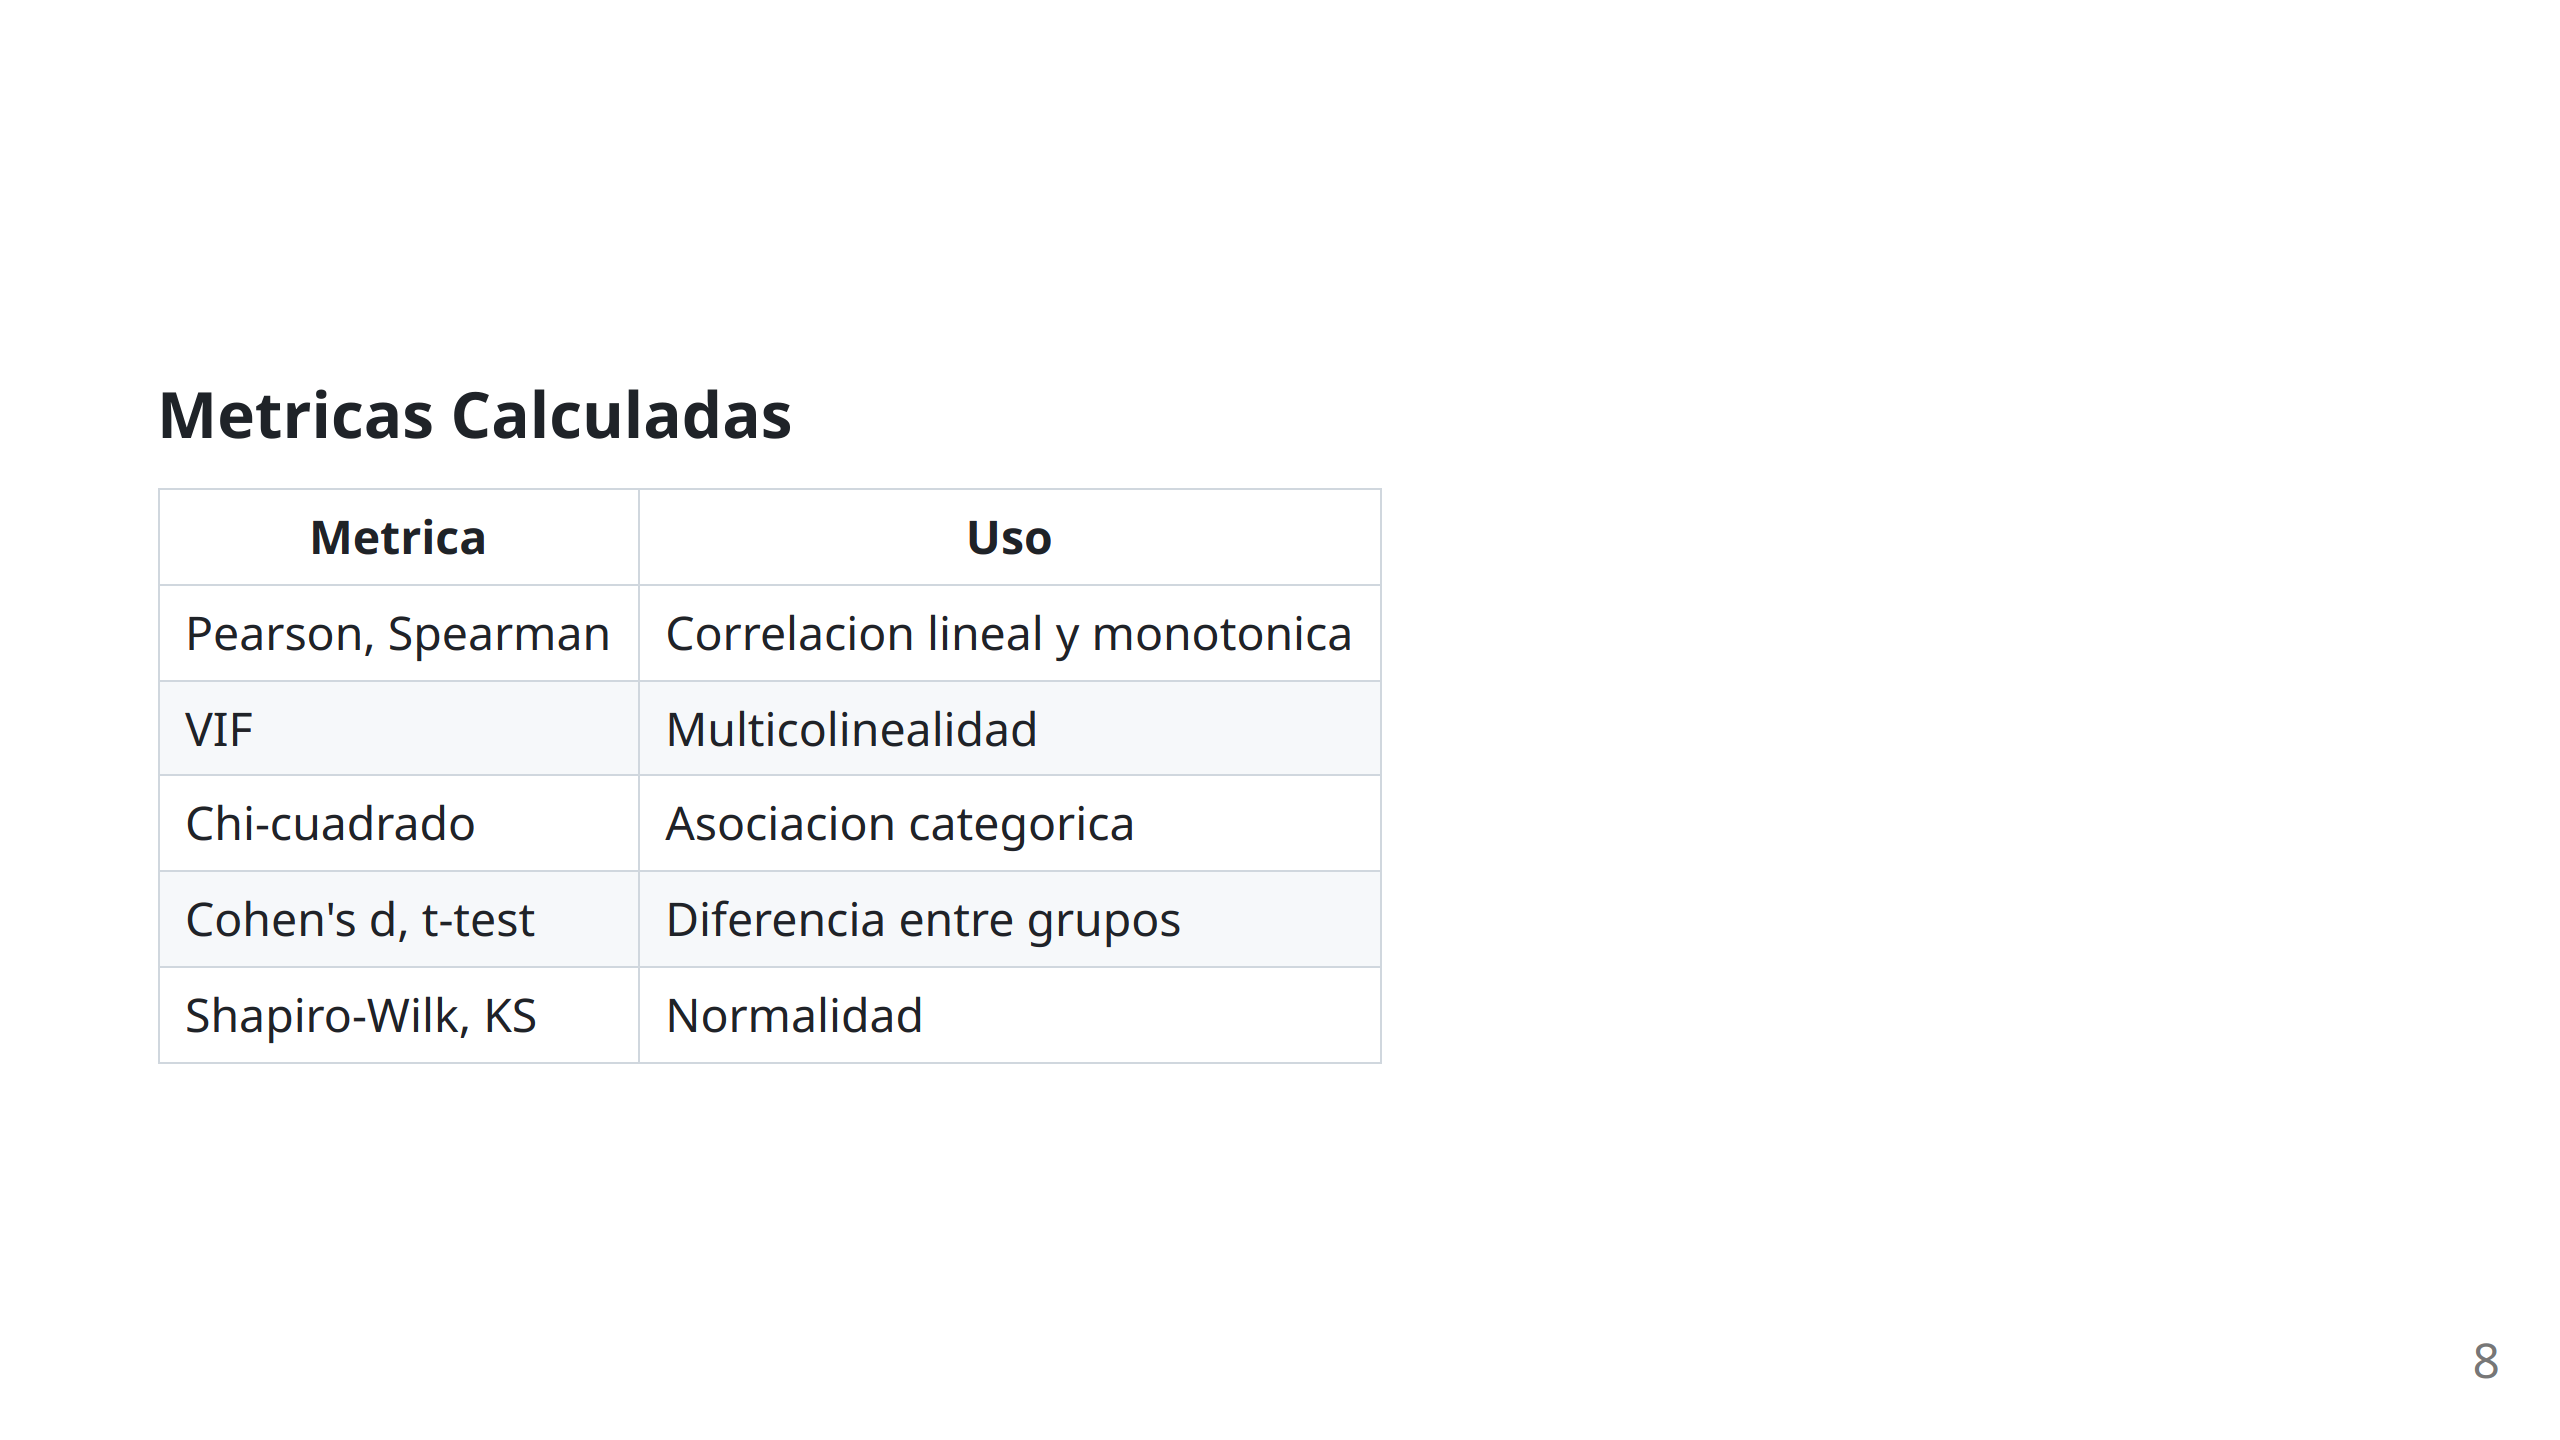 Metricas Calculadas
Metrica Uso
Pearson, Spearman Correlacion lineal y monotonica
VIF Multicolinealidad
Chi-cuadrado Asociacion categorica
Cohen's d, t-test Diferencia entre grupos
Shapiro-Wilk, KS Normalidad
8